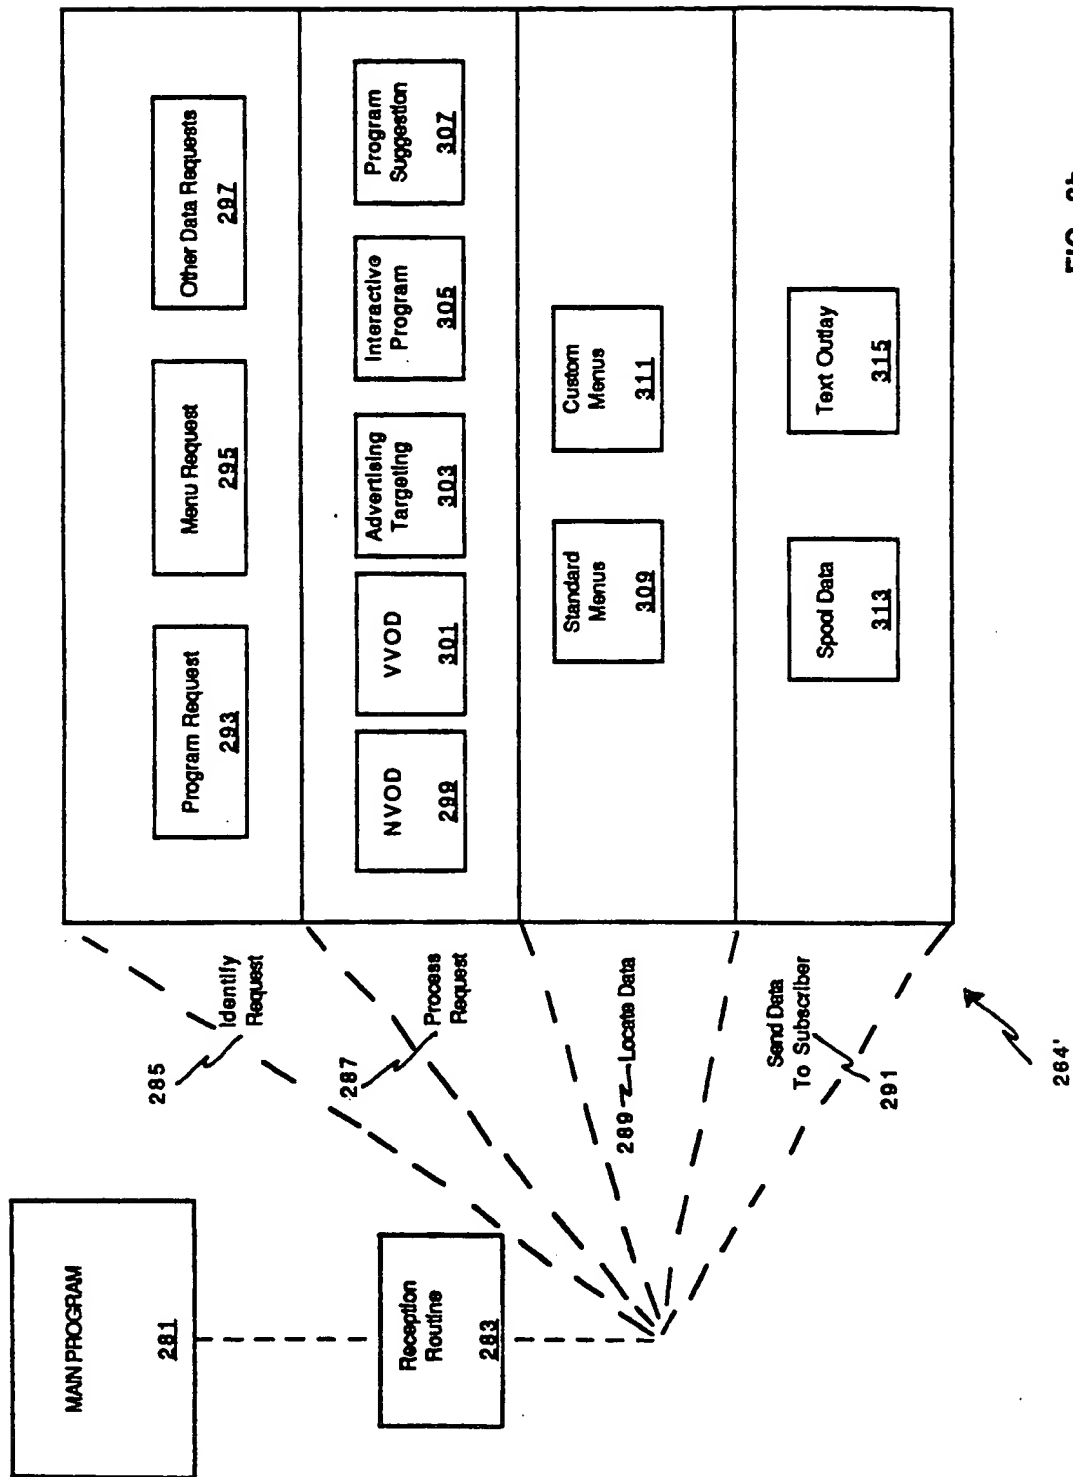 MAIN PROGRAM
281
Reception
Routine
283
285
Identify
Request
287
Process
Request
289
Locate Data
Send Data
To Subscriber
291
264'
Program Request
293
Menu Request
295
Other Data Requests
297
NVOD
299
VVOD
301
Advertising
Targeting
303
Interactive
Program
305
Program
Suggestion
307
Standard
Menus
309
Custom
Menus
311
Spool Data
313
Text Outlay
315
FIG.